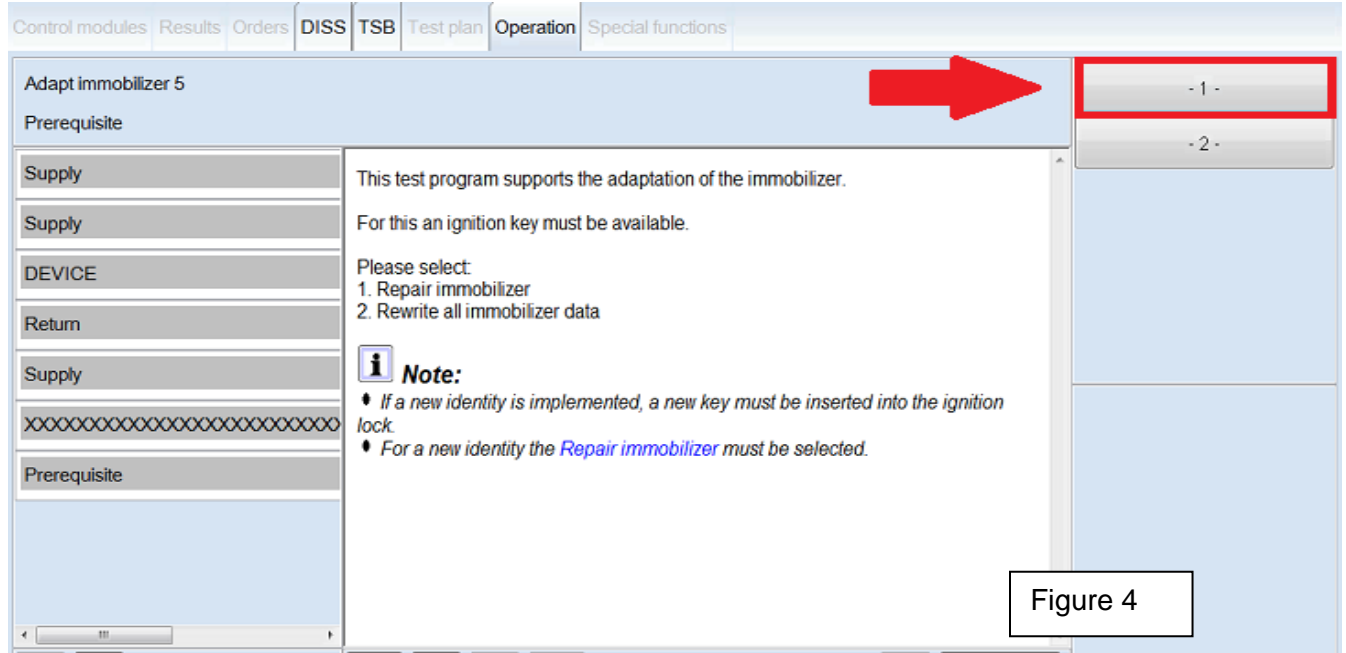 Control modules Results Orders DISS TSB Test plan Operation Special functions
Adapt immobilizer 5
Prerequisite
- 1 -
- 2 -
Supply
Supply
DEVICE
Return
Supply
XXXXXXXXXXXXXXXXXXXXXXXXXXX
Prerequisite
This test program supports the adaptation of the immobilizer.
For this an ignition key must be available.
Please select:
1. Repair immobilizer
2. Rewrite all immobilizer data
i Note:
• If a new identity is implemented, a new key must be inserted into the ignition
lock.
• For a new identity the Repair immobilizer must be selected.
Figure 4